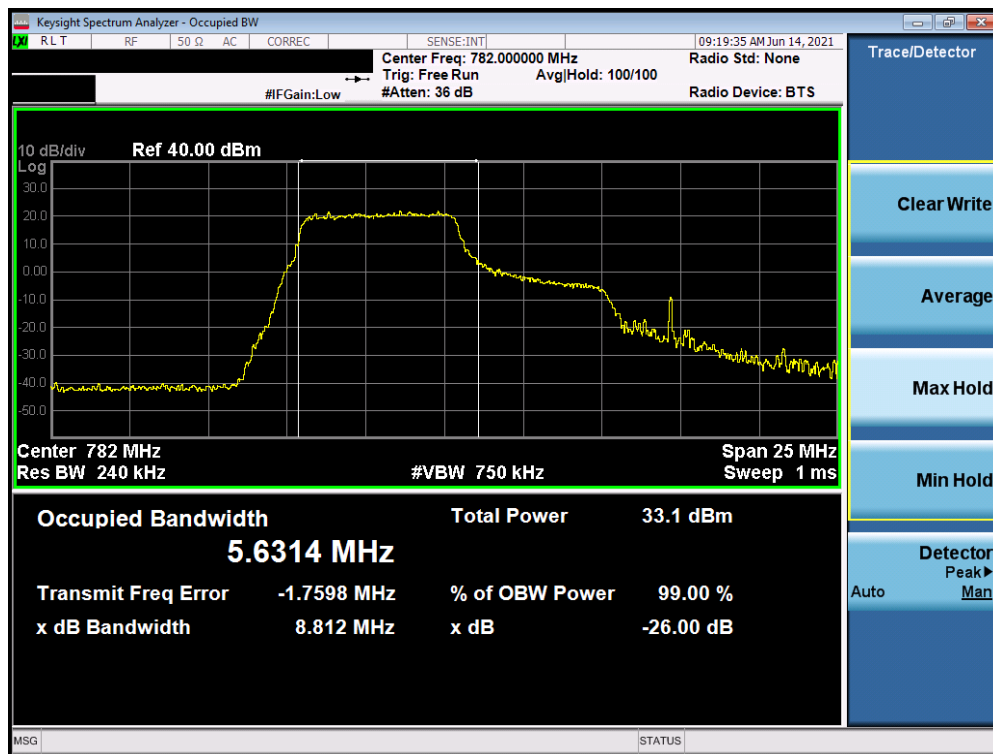 Keysight Spectrum Analyzer - Occupied BW
LXI RLT RF 50 Ω AC CORREC SENSE:INT 09:19:35 AM Jun 14, 2021
Center Freq: 782.000000 MHz Radio Std: None
Trig: Free Run Avg|Hold: 100/100
#IFGain:Low #Atten: 36 dB Radio Device: BTS
10 dB/div Ref 40.00 dBm
Log
30.0
20.0
10.0
0.00
-10.0
-20.0
-30.0
-40.0
-50.0
Center 782 MHz Span 25 MHz
Res BW 240 kHz #VBW 750 kHz Sweep 1 ms
Occupied Bandwidth Total Power 33.1 dBm
5.6314 MHz
Transmit Freq Error -1.7598 MHz % of OBW Power 99.00 %
x dB Bandwidth 8.812 MHz x dB -26.00 dB
Trace/Detector
Clear Write
Average
Max Hold
Min Hold
Detector
Peak▶
Auto Man
MSG STATUS